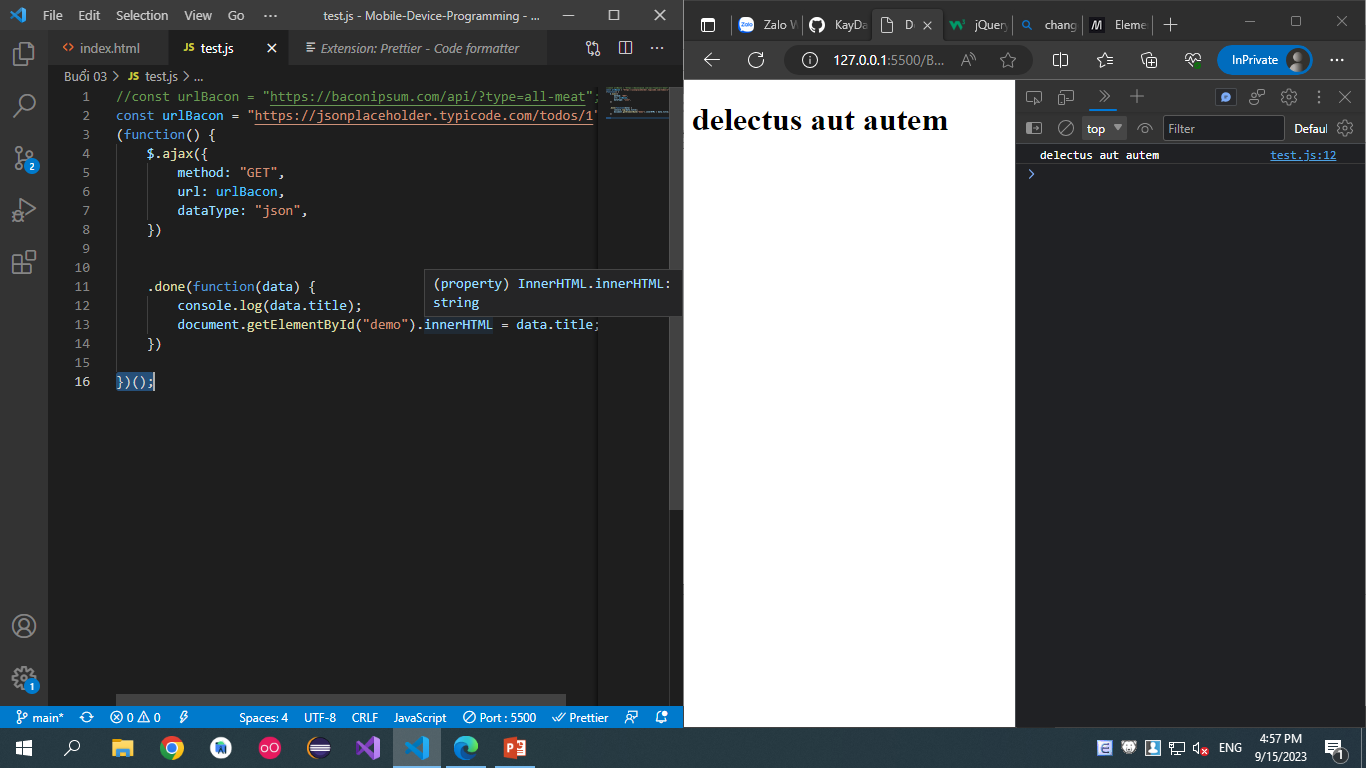 File Edit Selection View Go ··· test.js - Mobile-Device-Programming - ...
index.html
JS test.js
Extension: Prettier - Code formatter
Buổi 03 > JS test.js > ...
1 //const urlBacon = "https://baconipsum.com/api/?type=all-meat";
2 const urlBacon = "https://jsonplaceholder.typicode.com/todos/1"
3 (function() {
4 $.ajax({
5 method: "GET",
6 url: urlBacon,
7 dataType: "json",
8 })
9
10
11 .done(function(data) {
12 console.log(data.title);
13 document.getElementById("demo").innerHTML = data.title;
14 })
15
16 })();
(property) InnerHTML.innerHTML:
string
2
1
main* 0 0 Spaces: 4 UTF-8 CRLF JavaScript Port : 5500 Prettier
Zalo W
KayDa
D
jQuery
chang
M Eleme
127.0.0.1:5500/B...
InPrivate
delectus aut autem
top
Filter
Defaul
delectus aut autem test.js:12
ENG
4:57 PM
9/15/2023
1